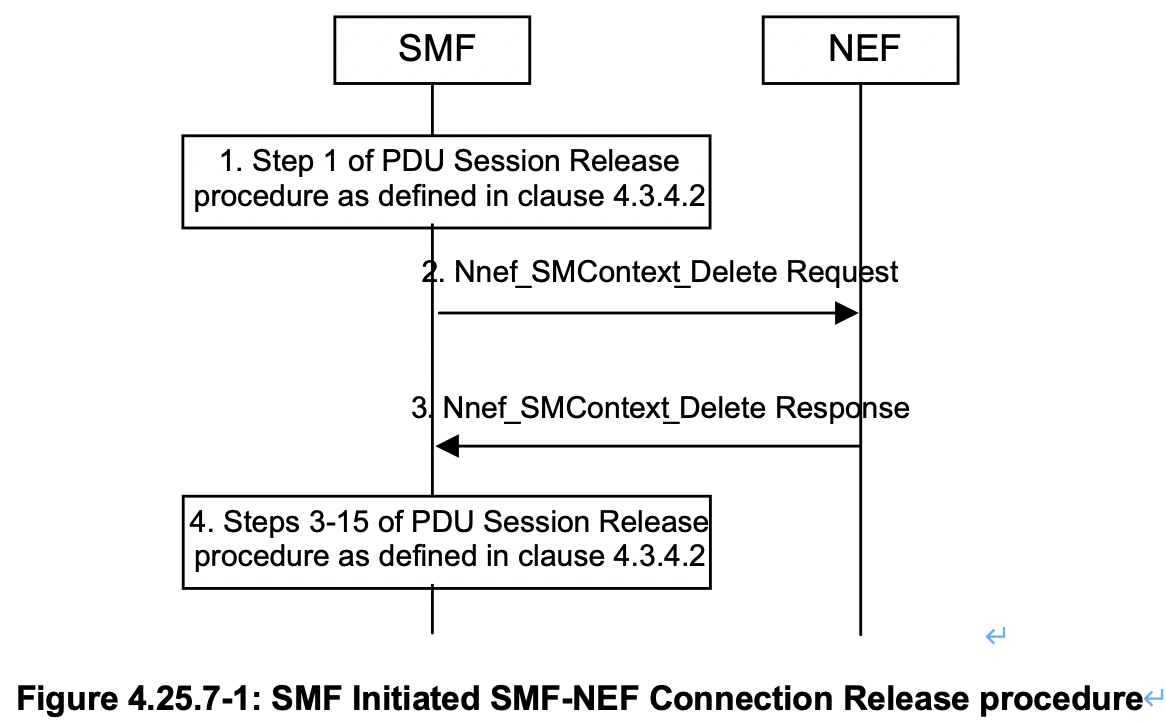 SMF
NEF
1. Step 1 of PDU Session Release
procedure as defined in clause 4.3.4.2
2. Nnef_SMContext_Delete Request
3. Nnef_SMContext_Delete Response
4. Steps 3-15 of PDU Session Release
procedure as defined in clause 4.3.4.2
Figure 4.25.7-1: SMF Initiated SMF-NEF Connection Release procedure